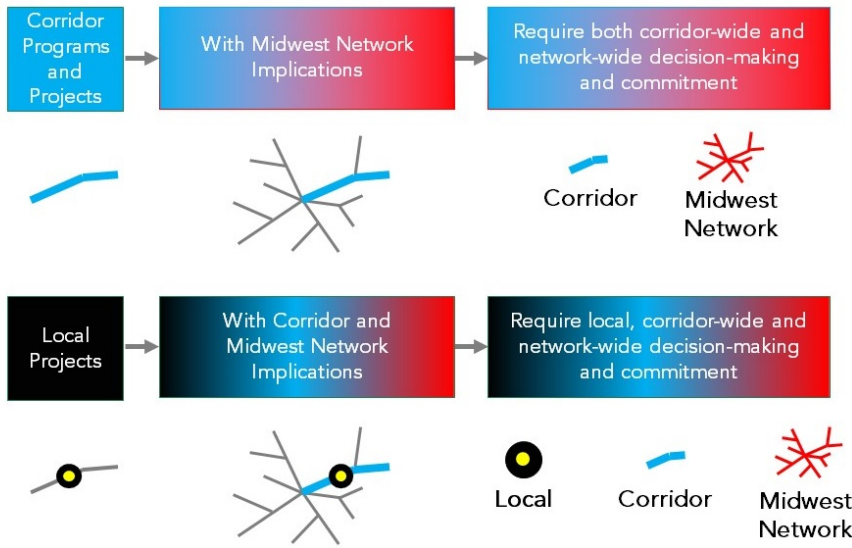 Corridor
Programs
and
Projects
With Midwest Network
Implications
Require both corridor-wide and
network-wide decision-making
and commitment
Corridor
Midwest
Network
Local
Projects
With Corridor and
Midwest Network
Implications
Require local, corridor-wide and
network-wide decision-making
and commitment
Local
Corridor
Midwest
Network